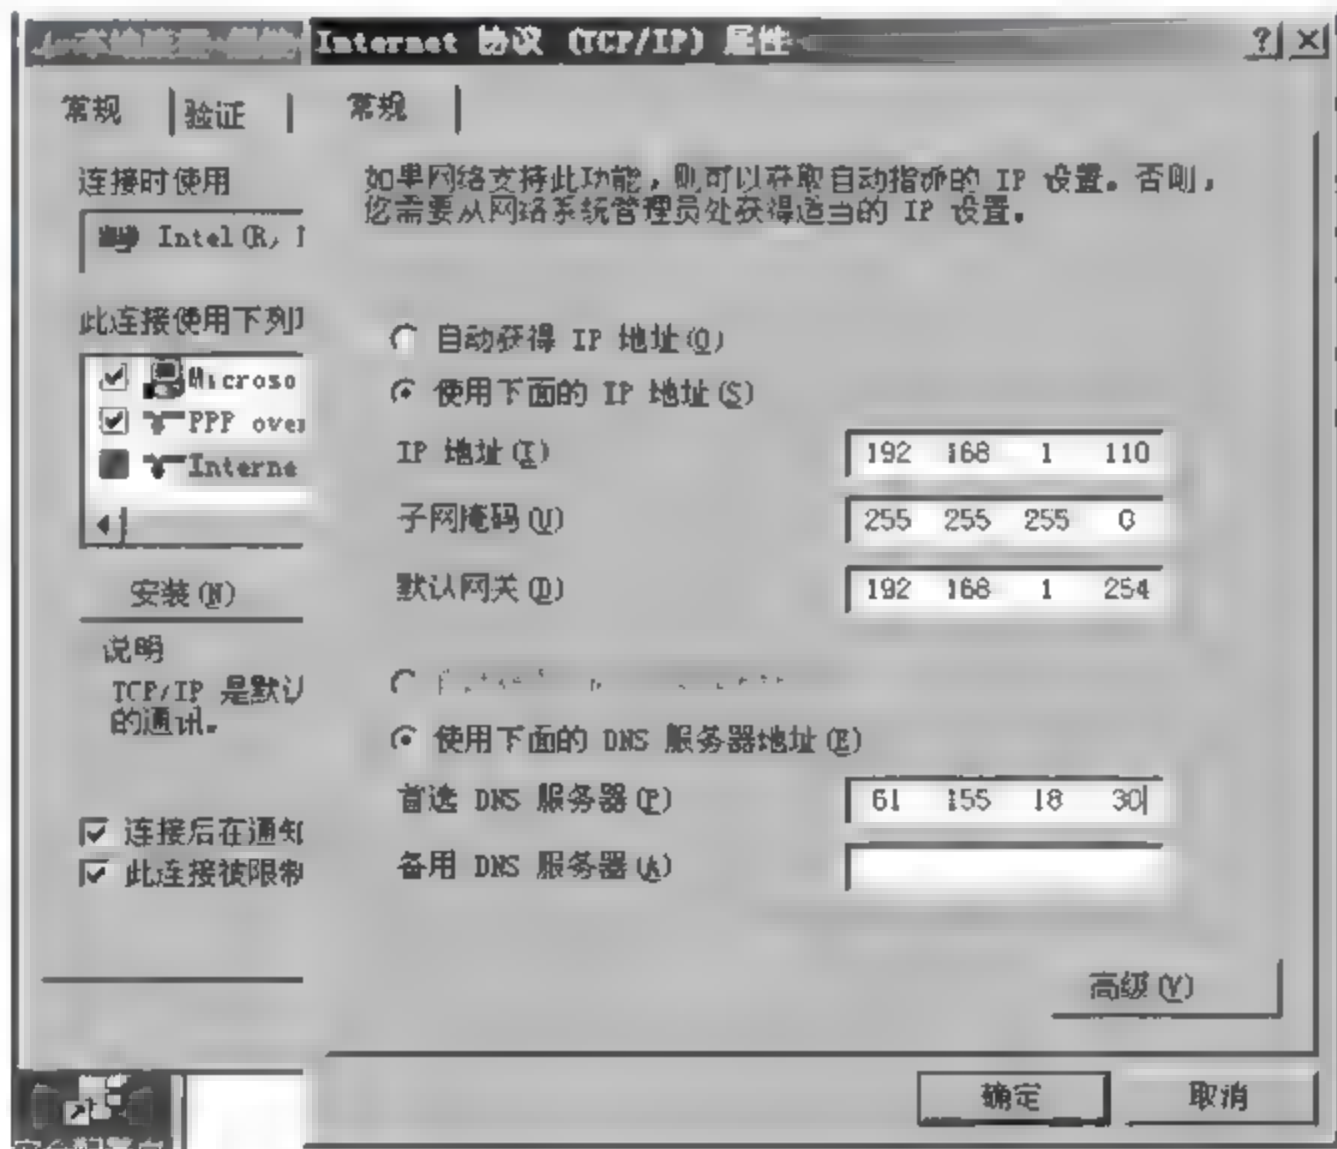 Internet 协议 (TCP/IP) 属性
常规 验证
连接时使用
Intel(R)
此连接使用下列
Microso
PPP over
Interne
安装(N)
说明
TCP/IP 是默认
的通讯。
连接后在通知
此连接被限制
常规
如果网络支持此功能，则可以获取自动指派的 IP 设置。否则，
您需要从网络系统管理员处获得适当的 IP 设置。
自动获得 IP 地址(O)
使用下面的 IP 地址(S)
IP 地址(I) 192 168 1 110
子网掩码(U) 255 255 255 0
默认网关(D) 192 168 1 254
使用下面的 DNS 服务器地址(E)
首选 DNS 服务器(P) 61 155 18 30
备用 DNS 服务器(A)
高级(V)
确定 取消